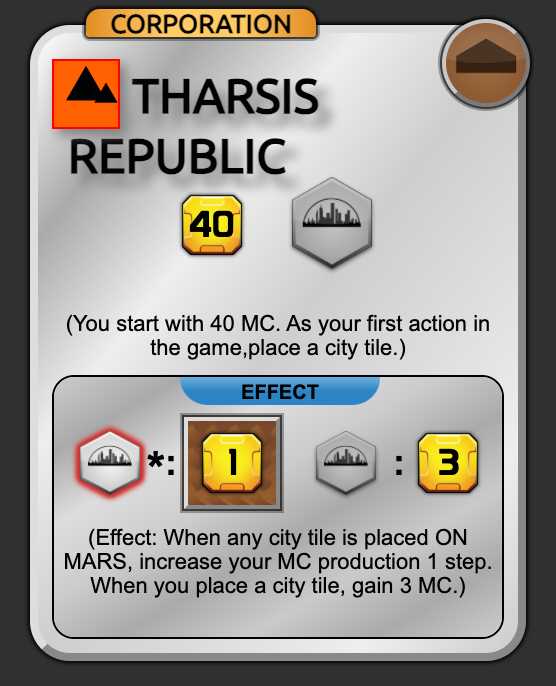 CORPORATION
THARSIS
REPUBLIC
40
(You start with 40 MC. As your first action in
the game,place a city tile.)
EFFECT
*: 1 : 3
(Effect: When any city tile is placed ON
MARS, increase your MC production 1 step.
When you place a city tile, gain 3 MC.)